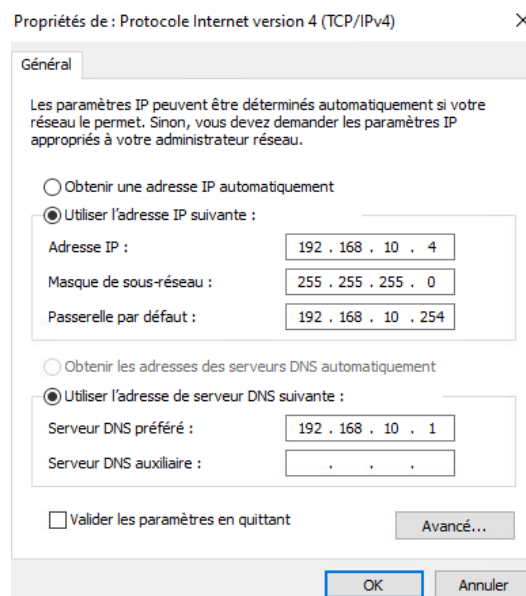 Propriétés de : Protocole Internet version 4 (TCP/IPv4)
Général
Les paramètres IP peuvent être déterminés automatiquement si votre
réseau le permet. Sinon, vous devez demander les paramètres IP
appropriés à votre administrateur réseau.
Obtenir une adresse IP automatiquement
Utiliser l'adresse IP suivante :
Adresse IP : 192 . 168 . 10 . 4
Masque de sous-réseau : 255 . 255 . 255 . 0
Passerelle par défaut : 192 . 168 . 10 . 254
Obtenir les adresses des serveurs DNS automatiquement
Utiliser l'adresse de serveur DNS suivante :
Serveur DNS préféré : 192 . 168 . 10 . 1
Serveur DNS auxiliaire : . . .
Valider les paramètres en quittant
Avancé...
OK Annuler